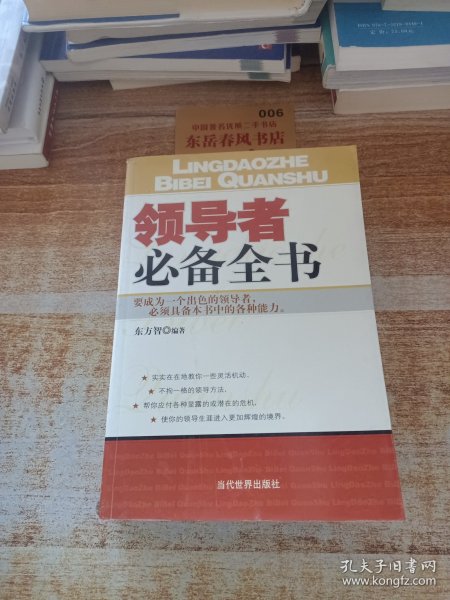 006
中国著名优质二手书店
东岳春风书店
LINGDAOZHE
BIBEI QUANSHU
领导者
必备全书
要成为一个出色的领导者，
必须具备本书中的各种能力。
东方智◎编著
★ 实实在在地教你一些灵活机动、
★ 不拘一格的领导方法，
★ 帮你应付各种显露的或潜在的危机，
★ 使你的领导生涯进入更加辉煌的境界。
当代世界出版社
孔夫子旧书网
www.kongfz.com